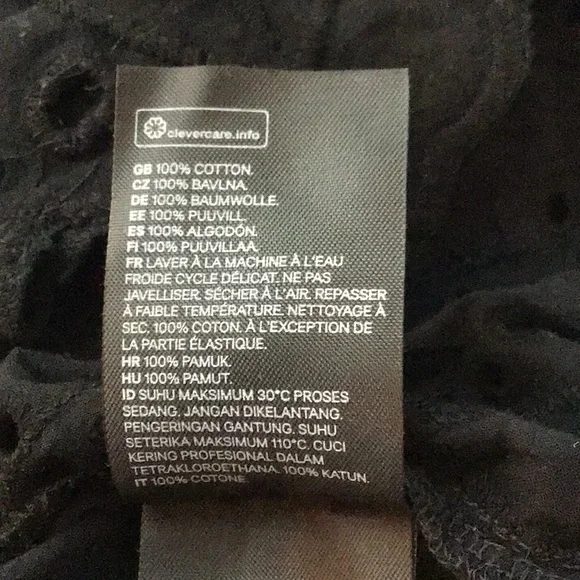 clevercare.info
GB 100% COTTON.
CZ 100% BAVLNA.
DE 100% BAUMWOLLE.
EE 100% PUUVILL.
ES 100% ALGODÓN.
FI 100% PUUVILLAA.
FR LAVER À LA MACHINE À L'EAU
FROIDE CYCLE DÉLICAT. NE PAS
JAVELLISER. SÉCHER À L'AIR. REPASSER
À FAIBLE TEMPÉRATURE. NETTOYAGE À
SEC. 100% COTON. À L'EXCEPTION DE
LA PARTIE ÉLASTIQUE.
HR 100% PAMUK.
HU 100% PAMUT.
ID SUHU MAKSIMUM 30°C PROSES
SEDANG. JANGAN DIKELANTANG.
PENGERINGAN GANTUNG. SUHU
SETERIKA MAKSIMUM 110°C. CUCI
KERING PROFESIONAL DALAM
TETRAKLOROETHANA. 100% KATUN.
IT 100% COTONE.